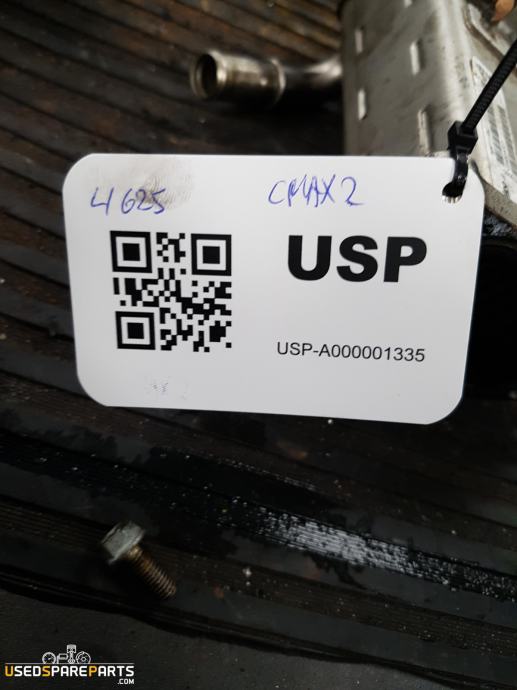 4625 CMAX2
USP
USP-A000001335
USEDSPAREPARTS
.COM